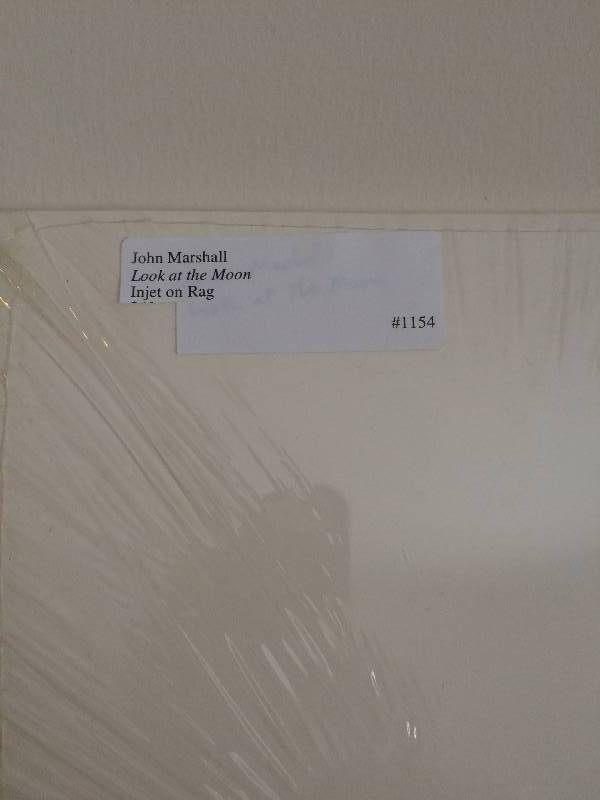 John Marshall
Look at the Moon
Injet on Rag
#1154